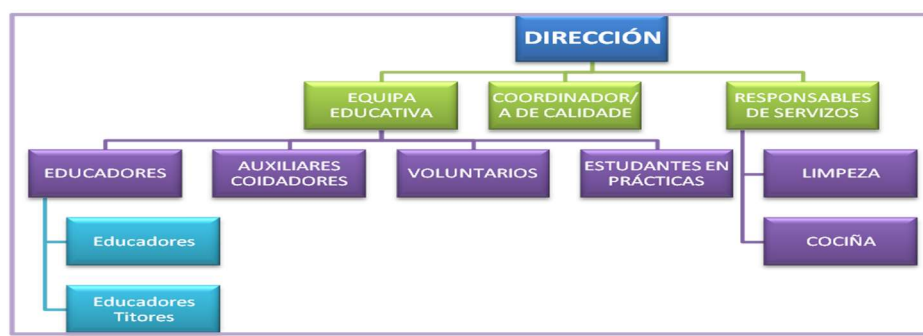 DIRECCIÓN
EQUIPA
EDUCATIVA
COORDINADOR/
A DE CALIDADE
RESPONSABLES
DE SERVIZOS
EDUCADORES
AUXILIARES
COIDADORES
VOLUNTARIOS
ESTUDANTES EN
PRÁCTICAS
LIMPEZA
Educadores
COCIÑA
Educadores
Titores